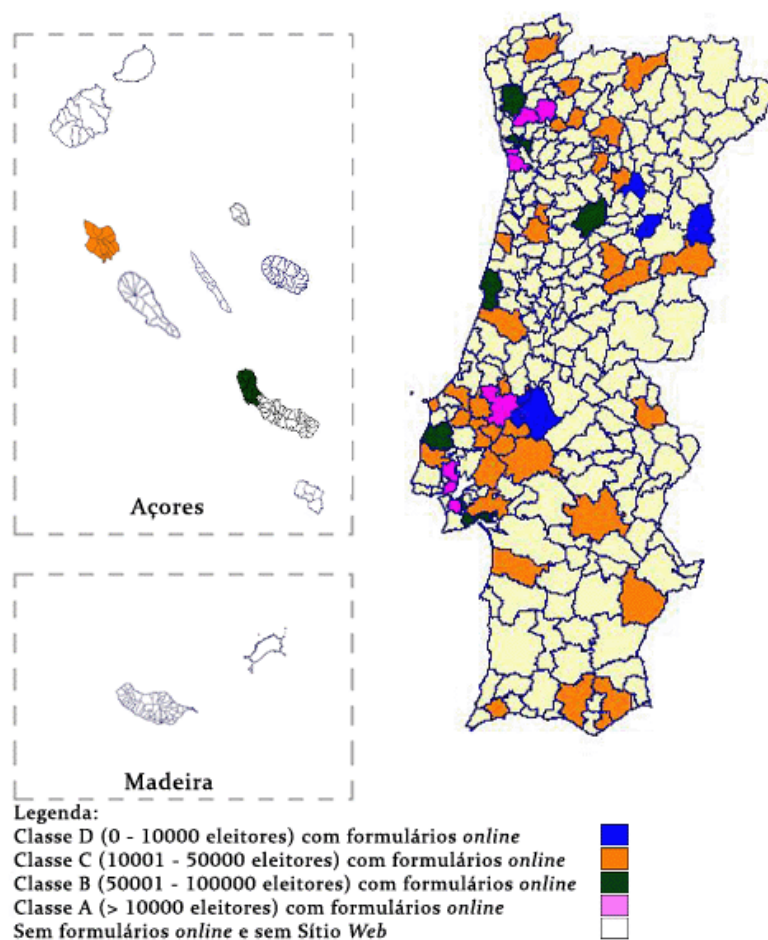 Açores
Madeira
Legenda:
Classe D (0 - 10000 eleitores) com formulários online
Classe C (10001 - 50000 eleitores) com formulários online
Classe B (50001 - 100000 eleitores) com formulários online
Classe A (> 10000 eleitores) com formulários online
Sem formulários online e sem Sítio Web